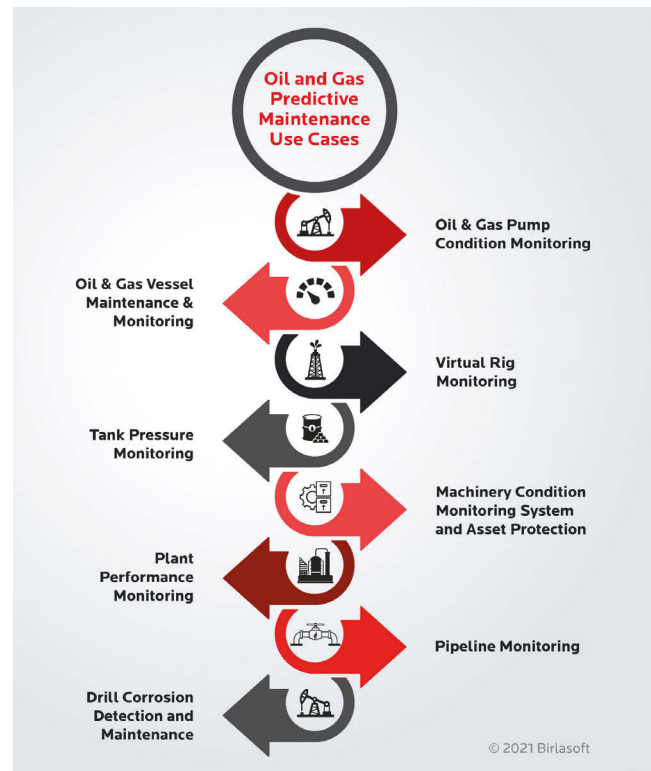 Oil and Gas
Predictive
Maintenance
Use Cases
Oil & Gas Pump
Condition Monitoring
Oil & Gas Vessel
Maintenance &
Monitoring
Virtual Rig
Monitoring
Tank Pressure
Monitoring
Machinery Condition
Monitoring System
and Asset Protection
Plant
Performance
Monitoring
Pipeline Monitoring
Drill Corrosion
Detection and
Maintenance
© 2021 Birlasoft